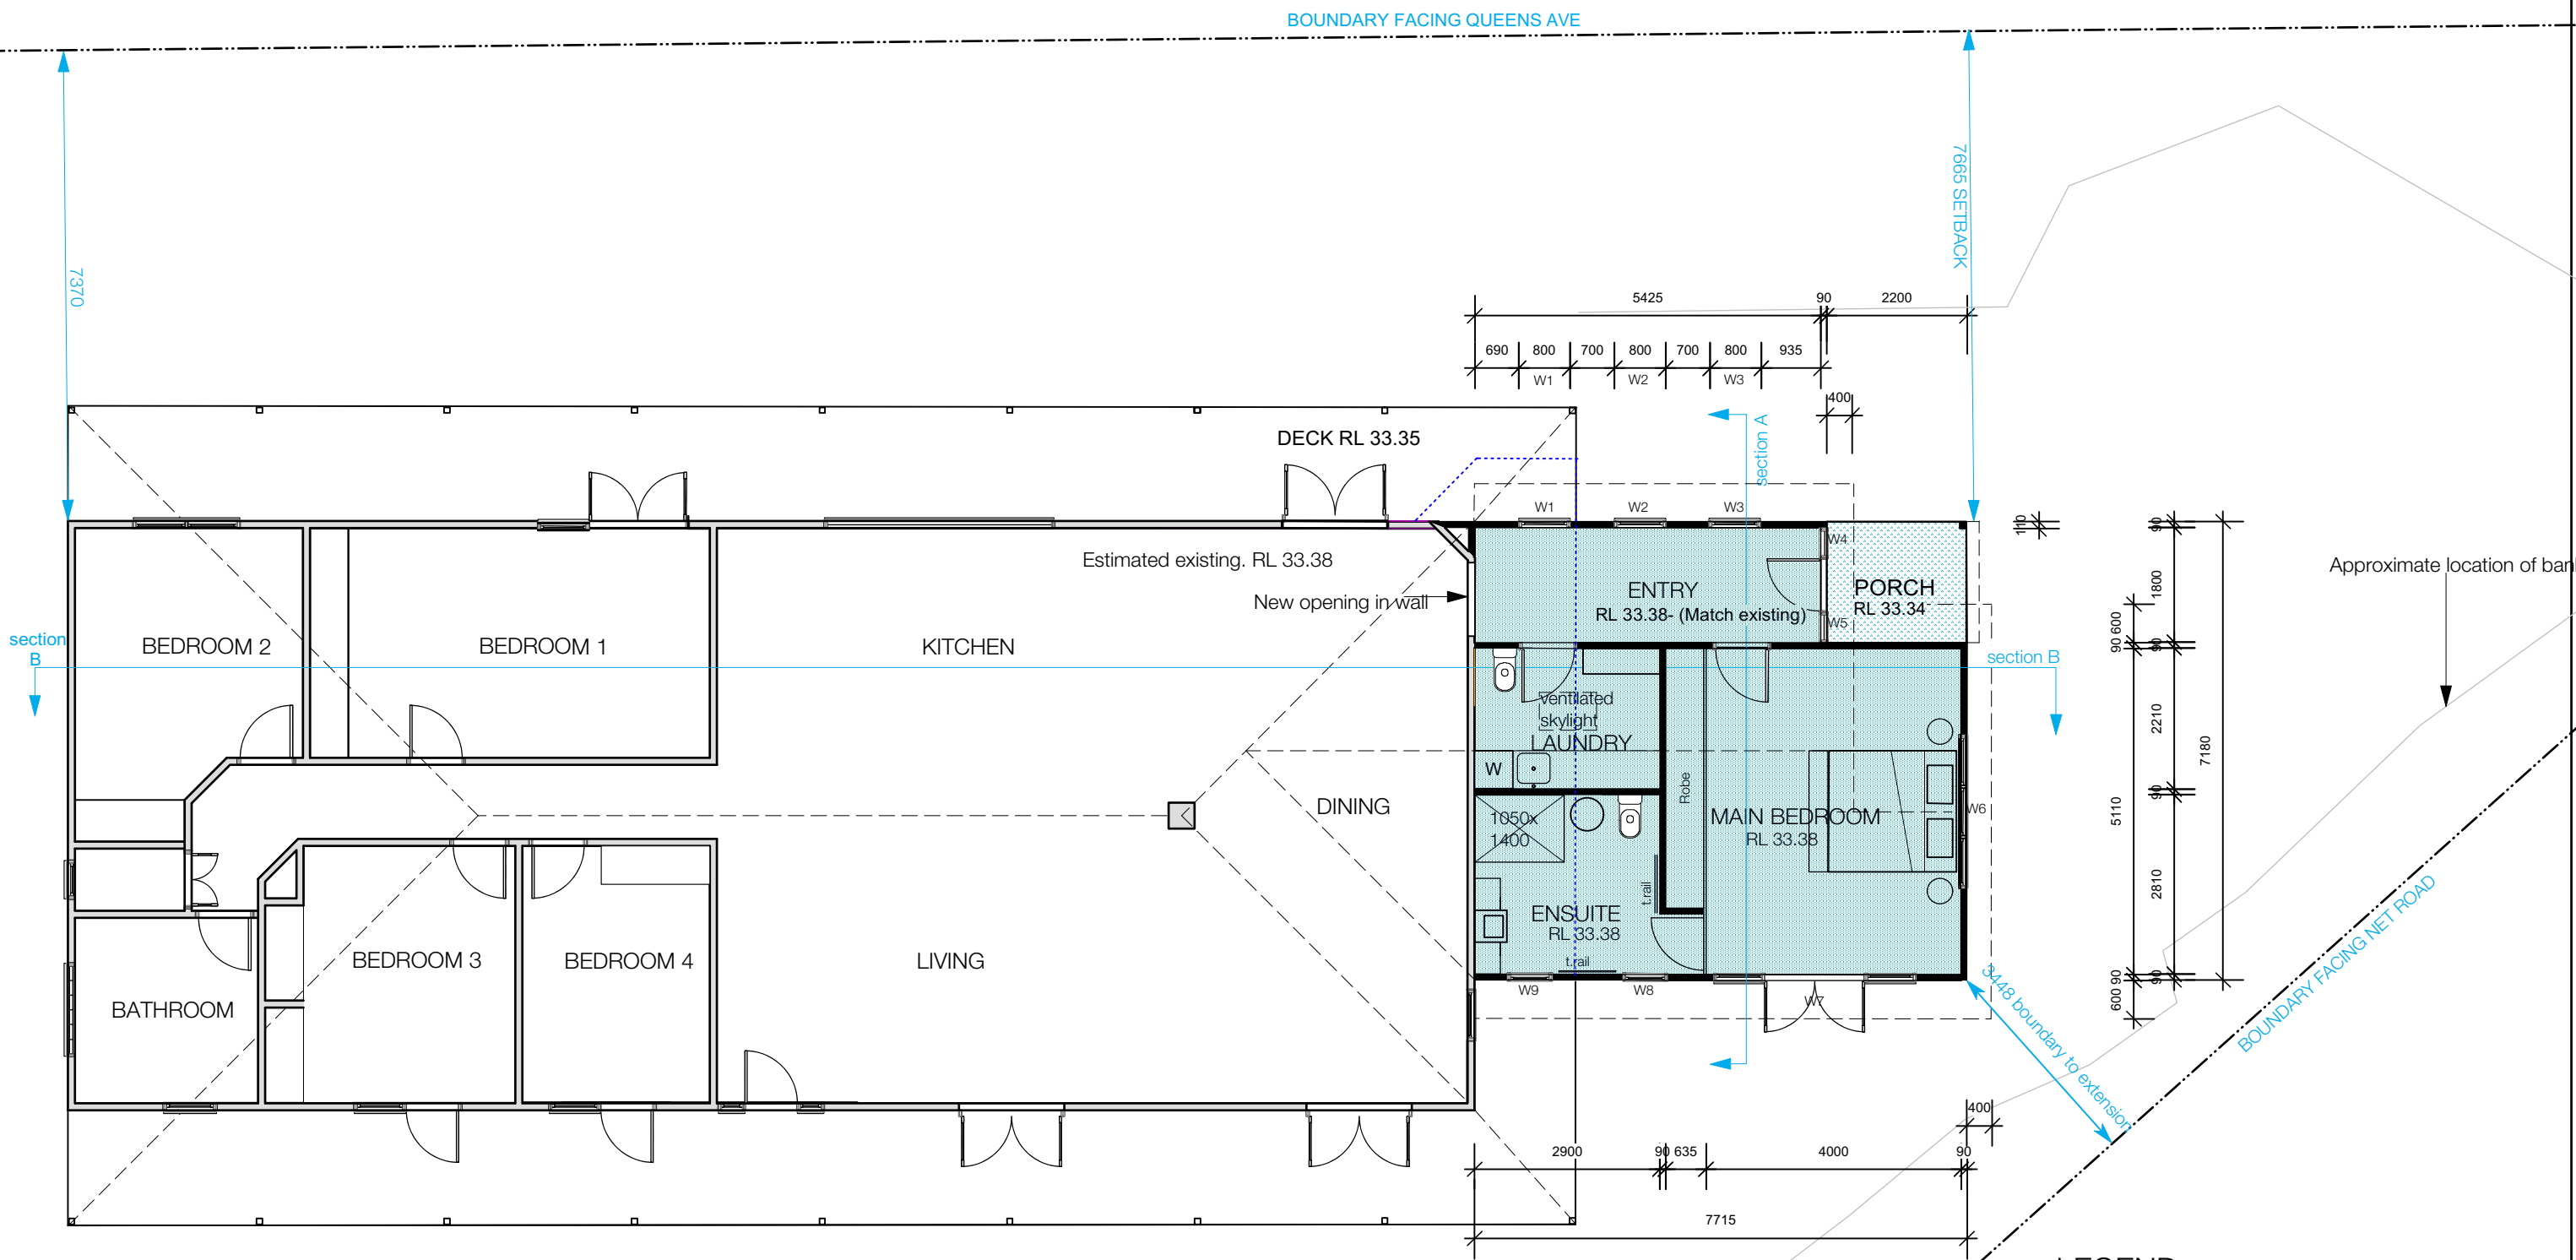 BOUNDARY FACING QUEENS AVE
7370
7665 SETBACK
5425
90
2200
690
800
700
800
700
800
935
W1
W2
W3
400
section A
DECK RL 33.35
W1
W2
W3
110
90
Estimated existing. RL 33.38
New opening in wall
ENTRY
RL 33.38- (Match existing)
W4
W5
PORCH
RL 33.34
Approximate location of ban
1800
600
90
90
section
B
BEDROOM 2
BEDROOM 1
KITCHEN
section B
ventilated
skylight
LAUNDRY
W
Robe
2210
7180
90
DINING
1050x
1400
MAIN BEDROOM
RL 33.38
W6
5110
2810
t.rail
ENSUITE
RL 33.38
t.rail
BEDROOM 3
BEDROOM 4
LIVING
BATHROOM
W9
W8
W7
90
90
600
3448 boundary to extension
BOUNDARY FACING NET ROAD
400
2900
90
635
4000
90
7715